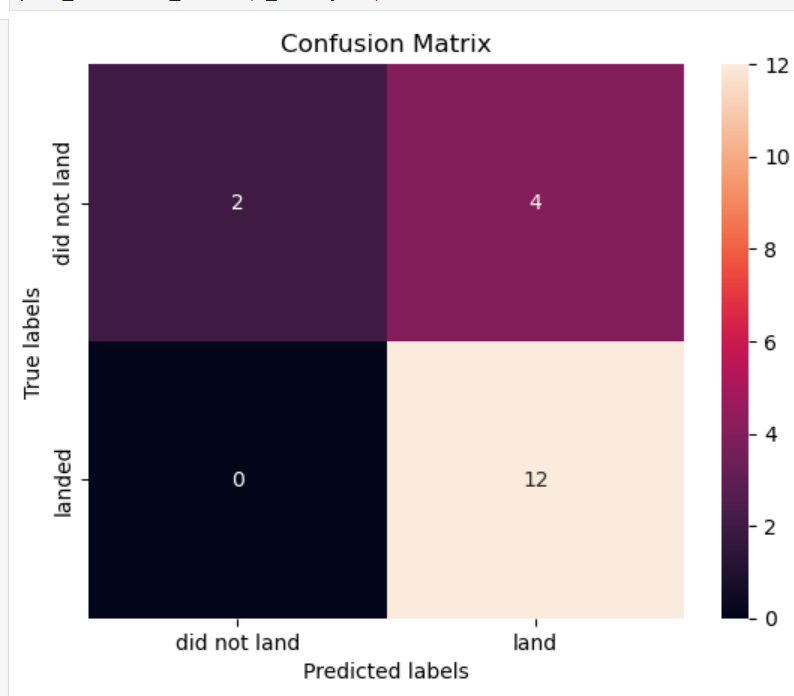 Confusion Matrix
True labels
did not land
landed
2
4
0
12
did not land
land
Predicted labels
12
10
8
6
4
2
0